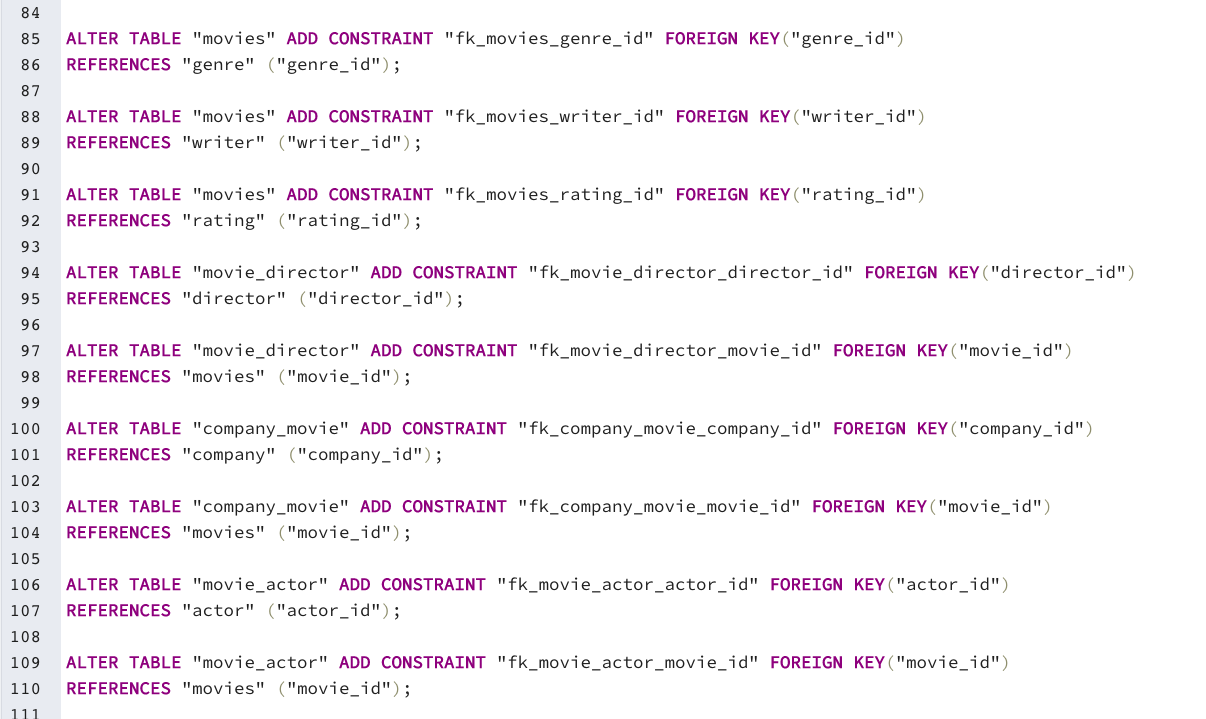 84
85 ALTER TABLE "movies" ADD CONSTRAINT "fk_movies_genre_id" FOREIGN KEY("genre_id")
86 REFERENCES "genre" ("genre_id");
87
88 ALTER TABLE "movies" ADD CONSTRAINT "fk_movies_writer_id" FOREIGN KEY("writer_id")
89 REFERENCES "writer" ("writer_id");
90
91 ALTER TABLE "movies" ADD CONSTRAINT "fk_movies_rating_id" FOREIGN KEY("rating_id")
92 REFERENCES "rating" ("rating_id");
93
94 ALTER TABLE "movie_director" ADD CONSTRAINT "fk_movie_director_director_id" FOREIGN KEY("director_id")
95 REFERENCES "director" ("director_id");
96
97 ALTER TABLE "movie_director" ADD CONSTRAINT "fk_movie_director_movie_id" FOREIGN KEY("movie_id")
98 REFERENCES "movies" ("movie_id");
99
100 ALTER TABLE "company_movie" ADD CONSTRAINT "fk_company_movie_company_id" FOREIGN KEY("company_id")
101 REFERENCES "company" ("company_id");
102
103 ALTER TABLE "company_movie" ADD CONSTRAINT "fk_company_movie_movie_id" FOREIGN KEY("movie_id")
104 REFERENCES "movies" ("movie_id");
105
106 ALTER TABLE "movie_actor" ADD CONSTRAINT "fk_movie_actor_actor_id" FOREIGN KEY("actor_id")
107 REFERENCES "actor" ("actor_id");
108
109 ALTER TABLE "movie_actor" ADD CONSTRAINT "fk_movie_actor_movie_id" FOREIGN KEY("movie_id")
110 REFERENCES "movies" ("movie_id");
111